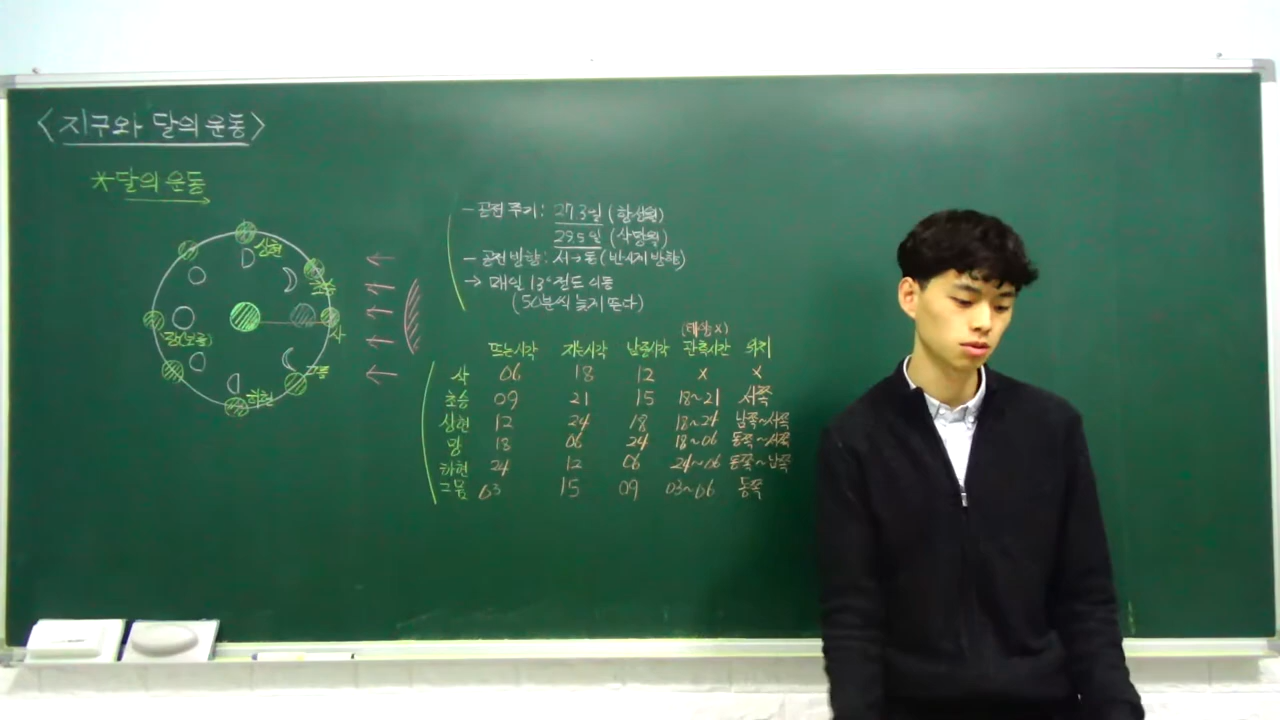 <지구와 달의 운동>
*달의 운동
상현
초승
삭
망(보름)
그믐
하현
- 공전 주기: 27.3일 (항성월)
29.5일 (삭망월)
- 공전 방향: 서→동 (반시계 방향)
→ 매일 13° 정도 이동
(50분씩 늦게 뜬다)
(태양X)
뜨는시각 지는시각 남중시각 관측시간 위치
삭 06 18 12 X X
초승 09 21 15 18~21 서쪽
상현 12 24 18 18~24 남쪽~서쪽
망 18 06 24 18~06 동쪽~서쪽
하현 24 12 06 24~06 동쪽~남쪽
그믐 03 15 09 03~06 동쪽